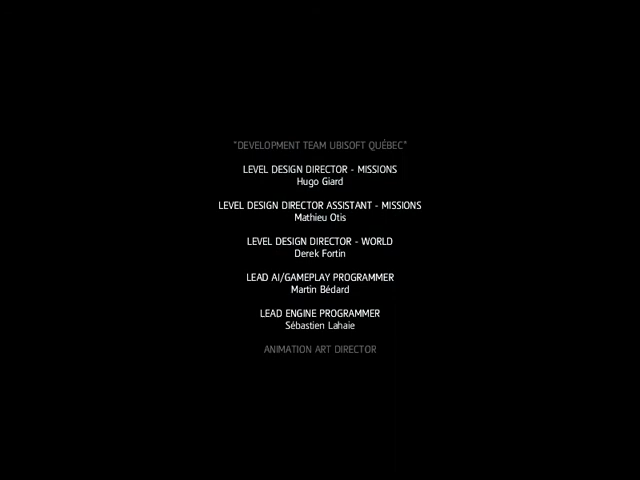 "DEVELOPMENT TEAM UBISOFT QUÉBEC"
LEVEL DESIGN DIRECTOR - MISSIONS
Hugo Giard
LEVEL DESIGN DIRECTOR ASSISTANT - MISSIONS
Mathieu Otis
LEVEL DESIGN DIRECTOR - WORLD
Derek Fortin
LEAD AI/GAMEPLAY PROGRAMMER
Martin Bédard
LEAD ENGINE PROGRAMMER
Sébastien Lahaie
ANIMATION ART DIRECTOR